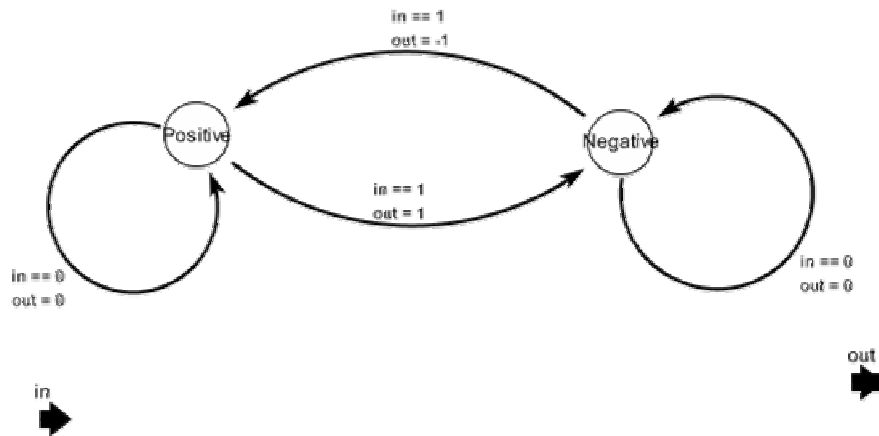 in == 1
out = -1
Positive
Negative
in == 1
out = 1
in == 0
out = 0
in == 0
out = 0
out
in